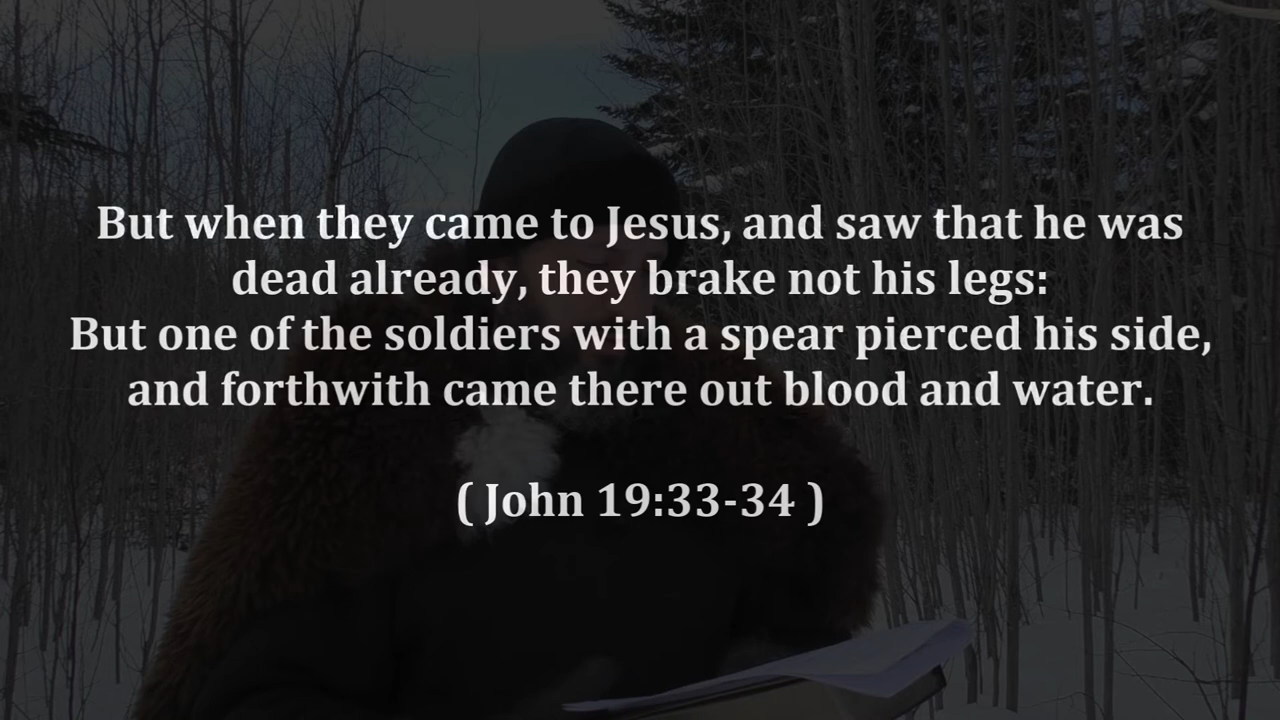 But when they came to Jesus, and saw that he was
dead already, they brake not his legs:
But one of the soldiers with a spear pierced his side,
and forthwith came there out blood and water.
( John 19:33-34 )